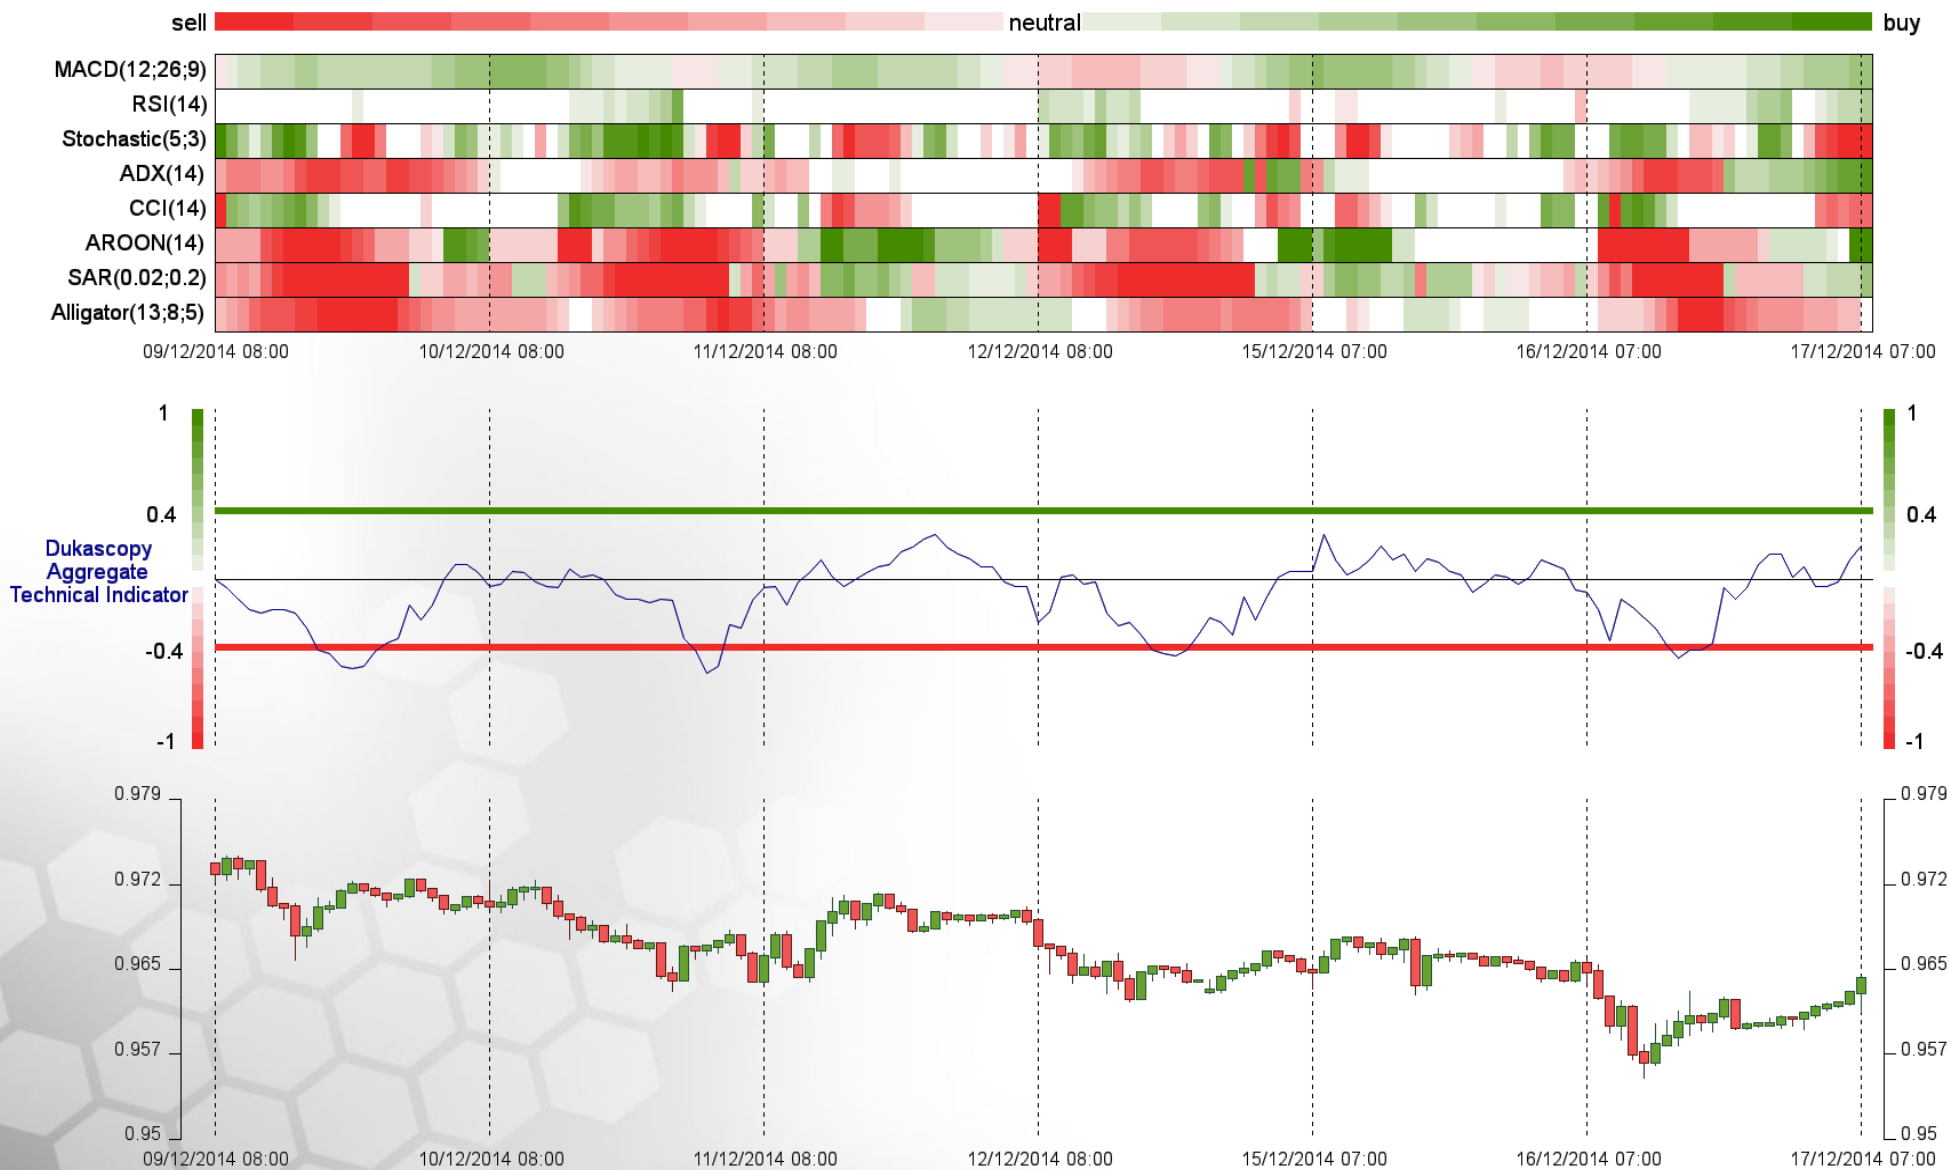 sell neutral buy
MACD(12;26;9)
RSI(14)
Stochastic(5;3)
ADX(14)
CCI(14)
AROON(14)
SAR(0.02;0.2)
Alligator(13;8;5)
09/12/2014 08:00 10/12/2014 08:00 11/12/2014 08:00 12/12/2014 08:00 15/12/2014 07:00 16/12/2014 07:00 17/12/2014 07:00
1 1
0.4 0.4
Dukascopy
Aggregate
Technical Indicator
-0.4 -0.4
-1 -1
0.979 0.979
0.972 0.972
0.965 0.965
0.957 0.957
0.95 0.95
09/12/2014 08:00 10/12/2014 08:00 11/12/2014 08:00 12/12/2014 08:00 15/12/2014 07:00 16/12/2014 07:00 17/12/2014 07:00